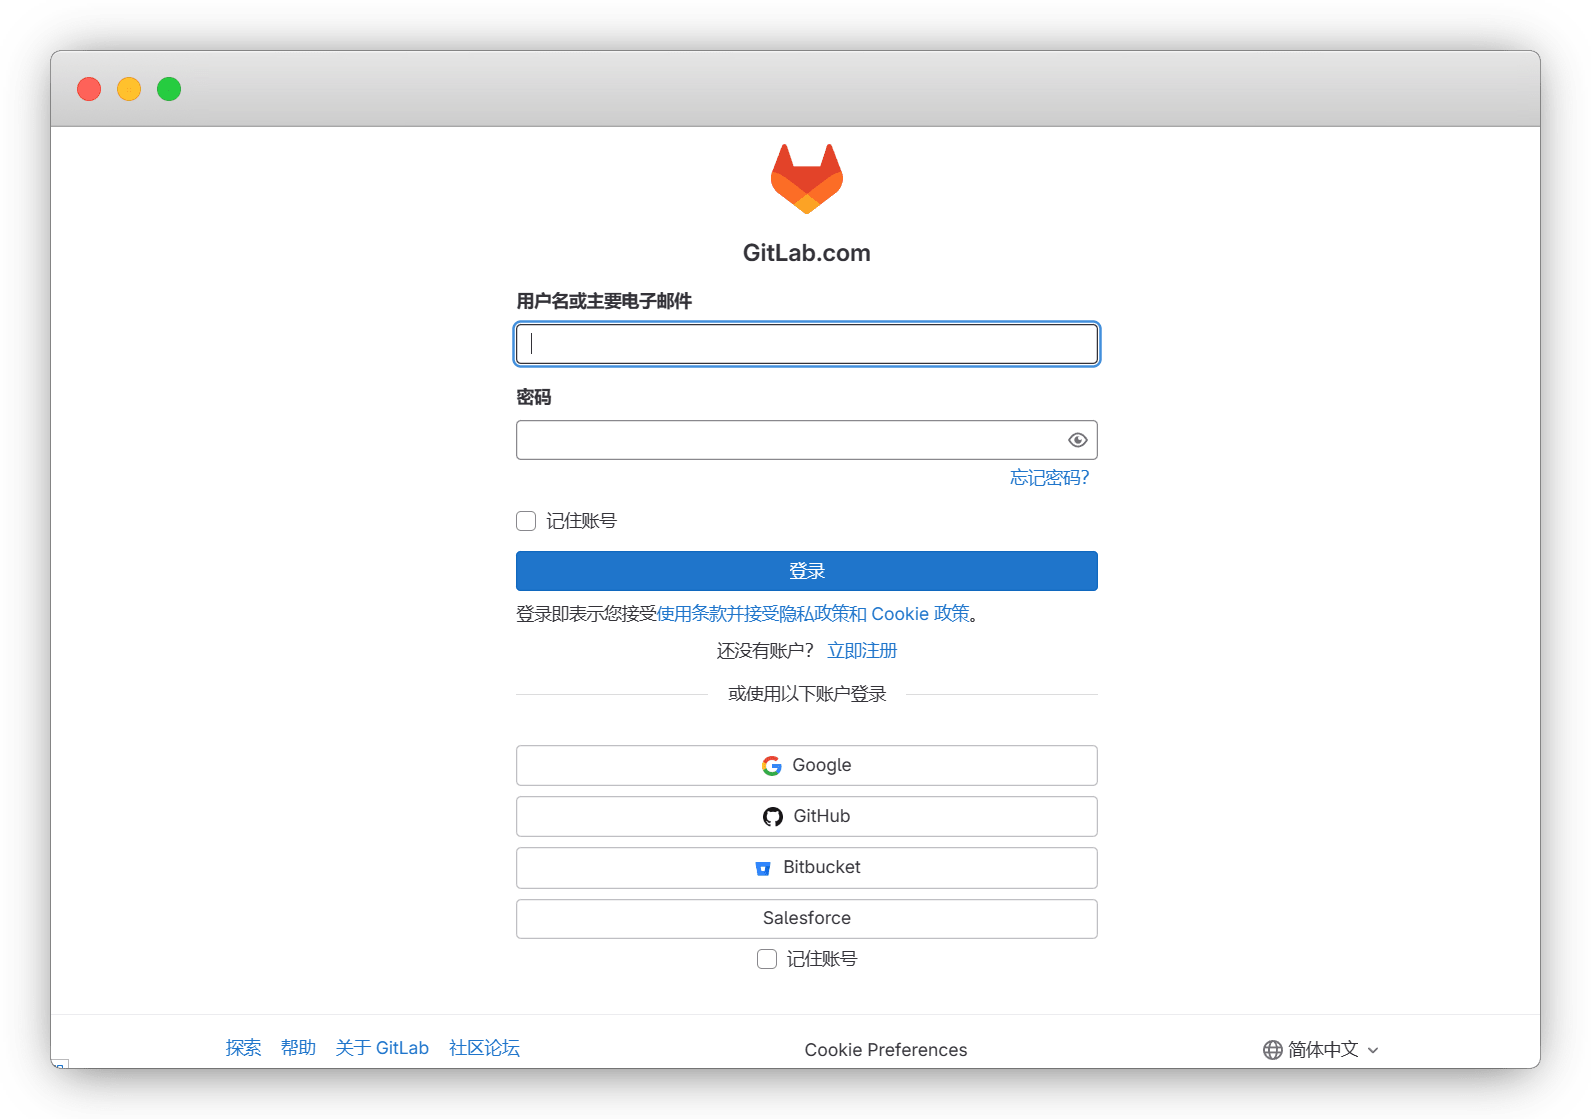 GitLab.com
用户名或主要电子邮件
密码
忘记密码?
记住账号
登录
登录即表示您接受使用条款并接受隐私政策和 Cookie 政策。
还没有账户? 立即注册
或使用以下账户登录
Google
GitHub
Bitbucket
Salesforce
记住账号
探索 帮助 关于 GitLab 社区论坛 Cookie Preferences 简体中文